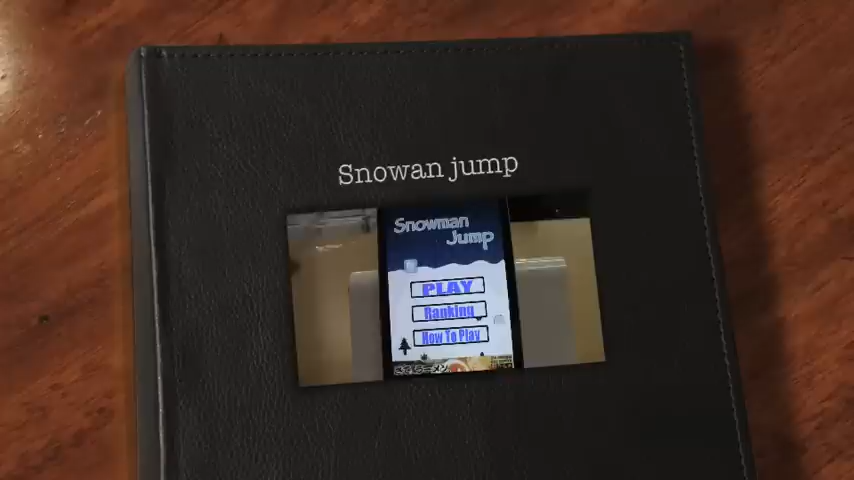 Snowan jump
Snowman
Jump
PLAY
Ranking
How To Play